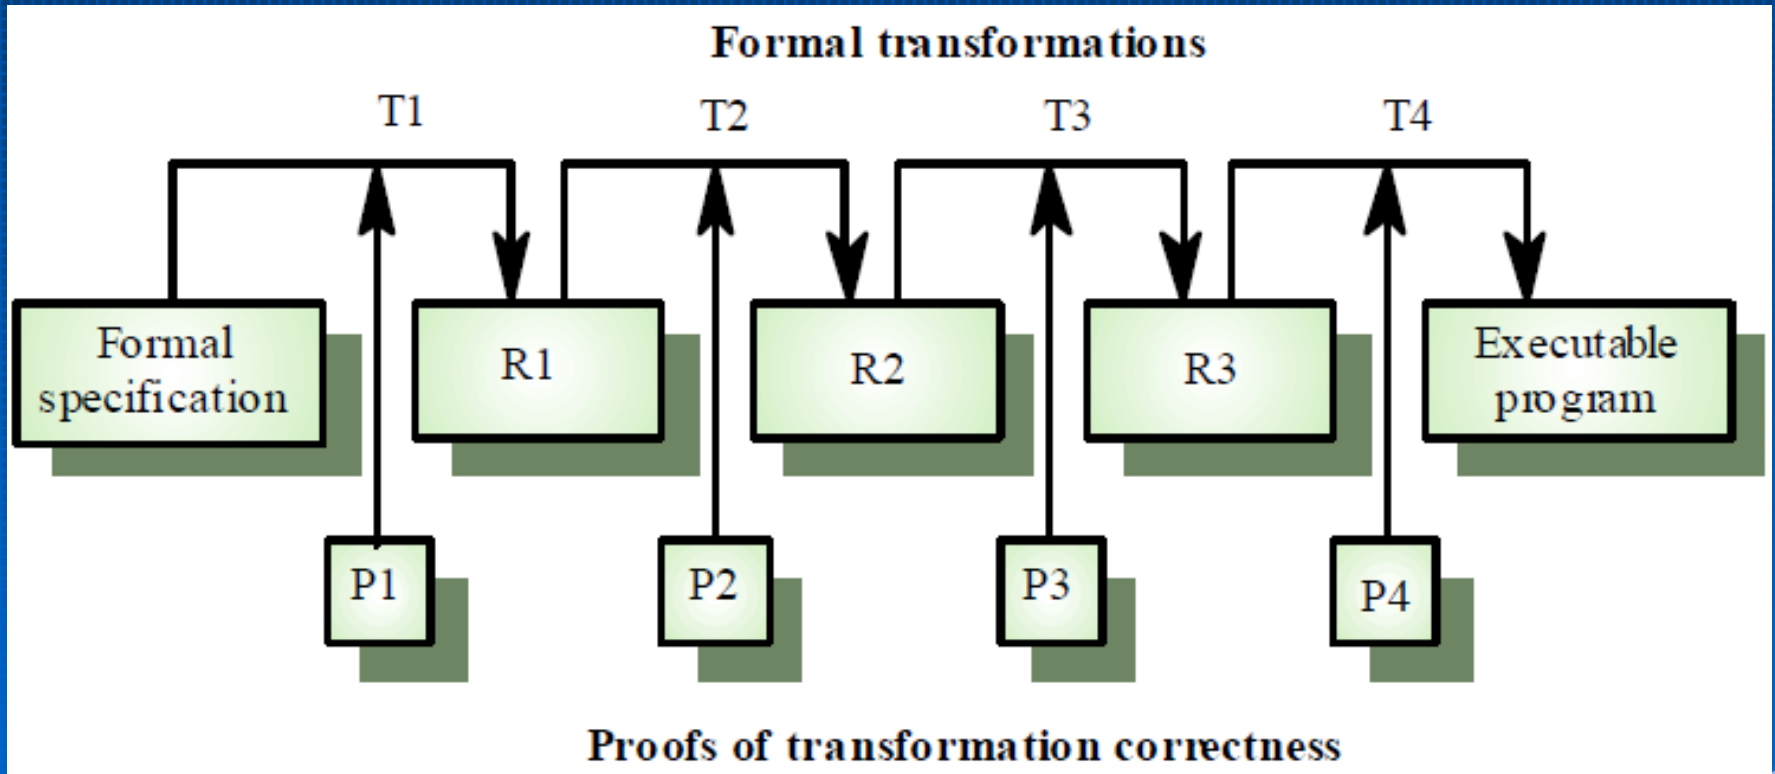 Formal transformations
T1
T2
T3
T4
Formal
specification
R1
R2
R3
Executable
program
P1
P2
P3
P4
Proofs of transformation correctness